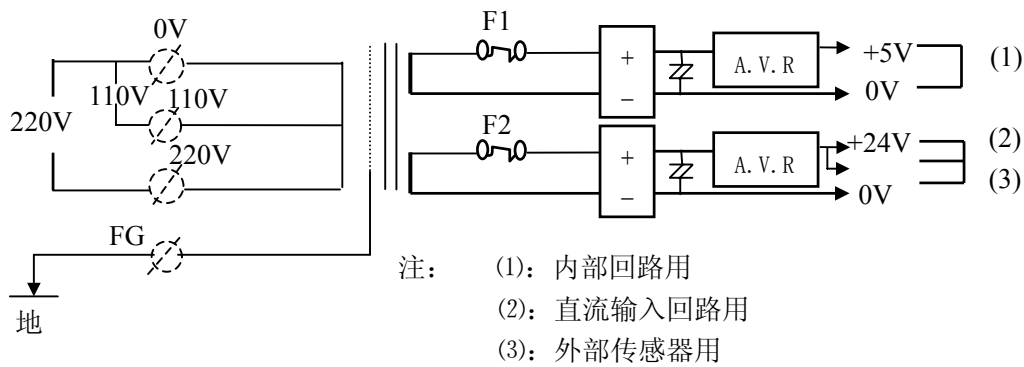 0V
110V
110V
220V
220V
FG
地
F1
+
−
A.V.R
+5V
0V
(1)
F2
+
−
A.V.R
+24V
0V
(2)
(3)
注: ⑴: 内部回路用
⑵: 直流输入回路用
⑶: 外部传感器用